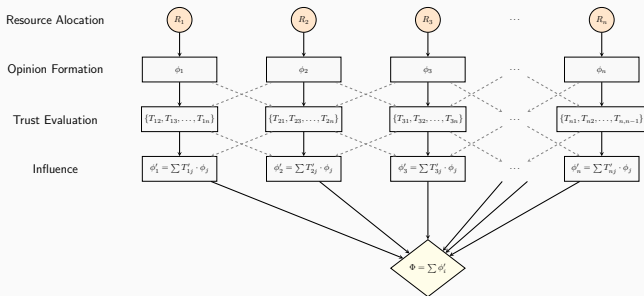 Resource Alocation R₁ R₂ R₃ ... Rₙ
Opinion Formation ϕ₁ ϕ₂ ϕ₃ ... ϕₙ
Trust Evaluation {T₁₂, T₁₃, ..., T₁ₙ} {T₂₁, T₂₃, ..., T₂ₙ} {T₃₁, T₃₂, ..., T₃ₙ} ... {Tₙ₁, Tₙ₂, ..., Tₙ,ₙ₋₁}
Influence ϕ′₁ = ∑ T′₁ⱼ · ϕⱼ ϕ′₂ = ∑ T′₂ⱼ · ϕⱼ ϕ′₃ = ∑ T′₃ⱼ · ϕⱼ ... ϕ′ₙ = ∑ T′ₙⱼ · ϕⱼ
Φ = ∑ ϕ′ᵢ